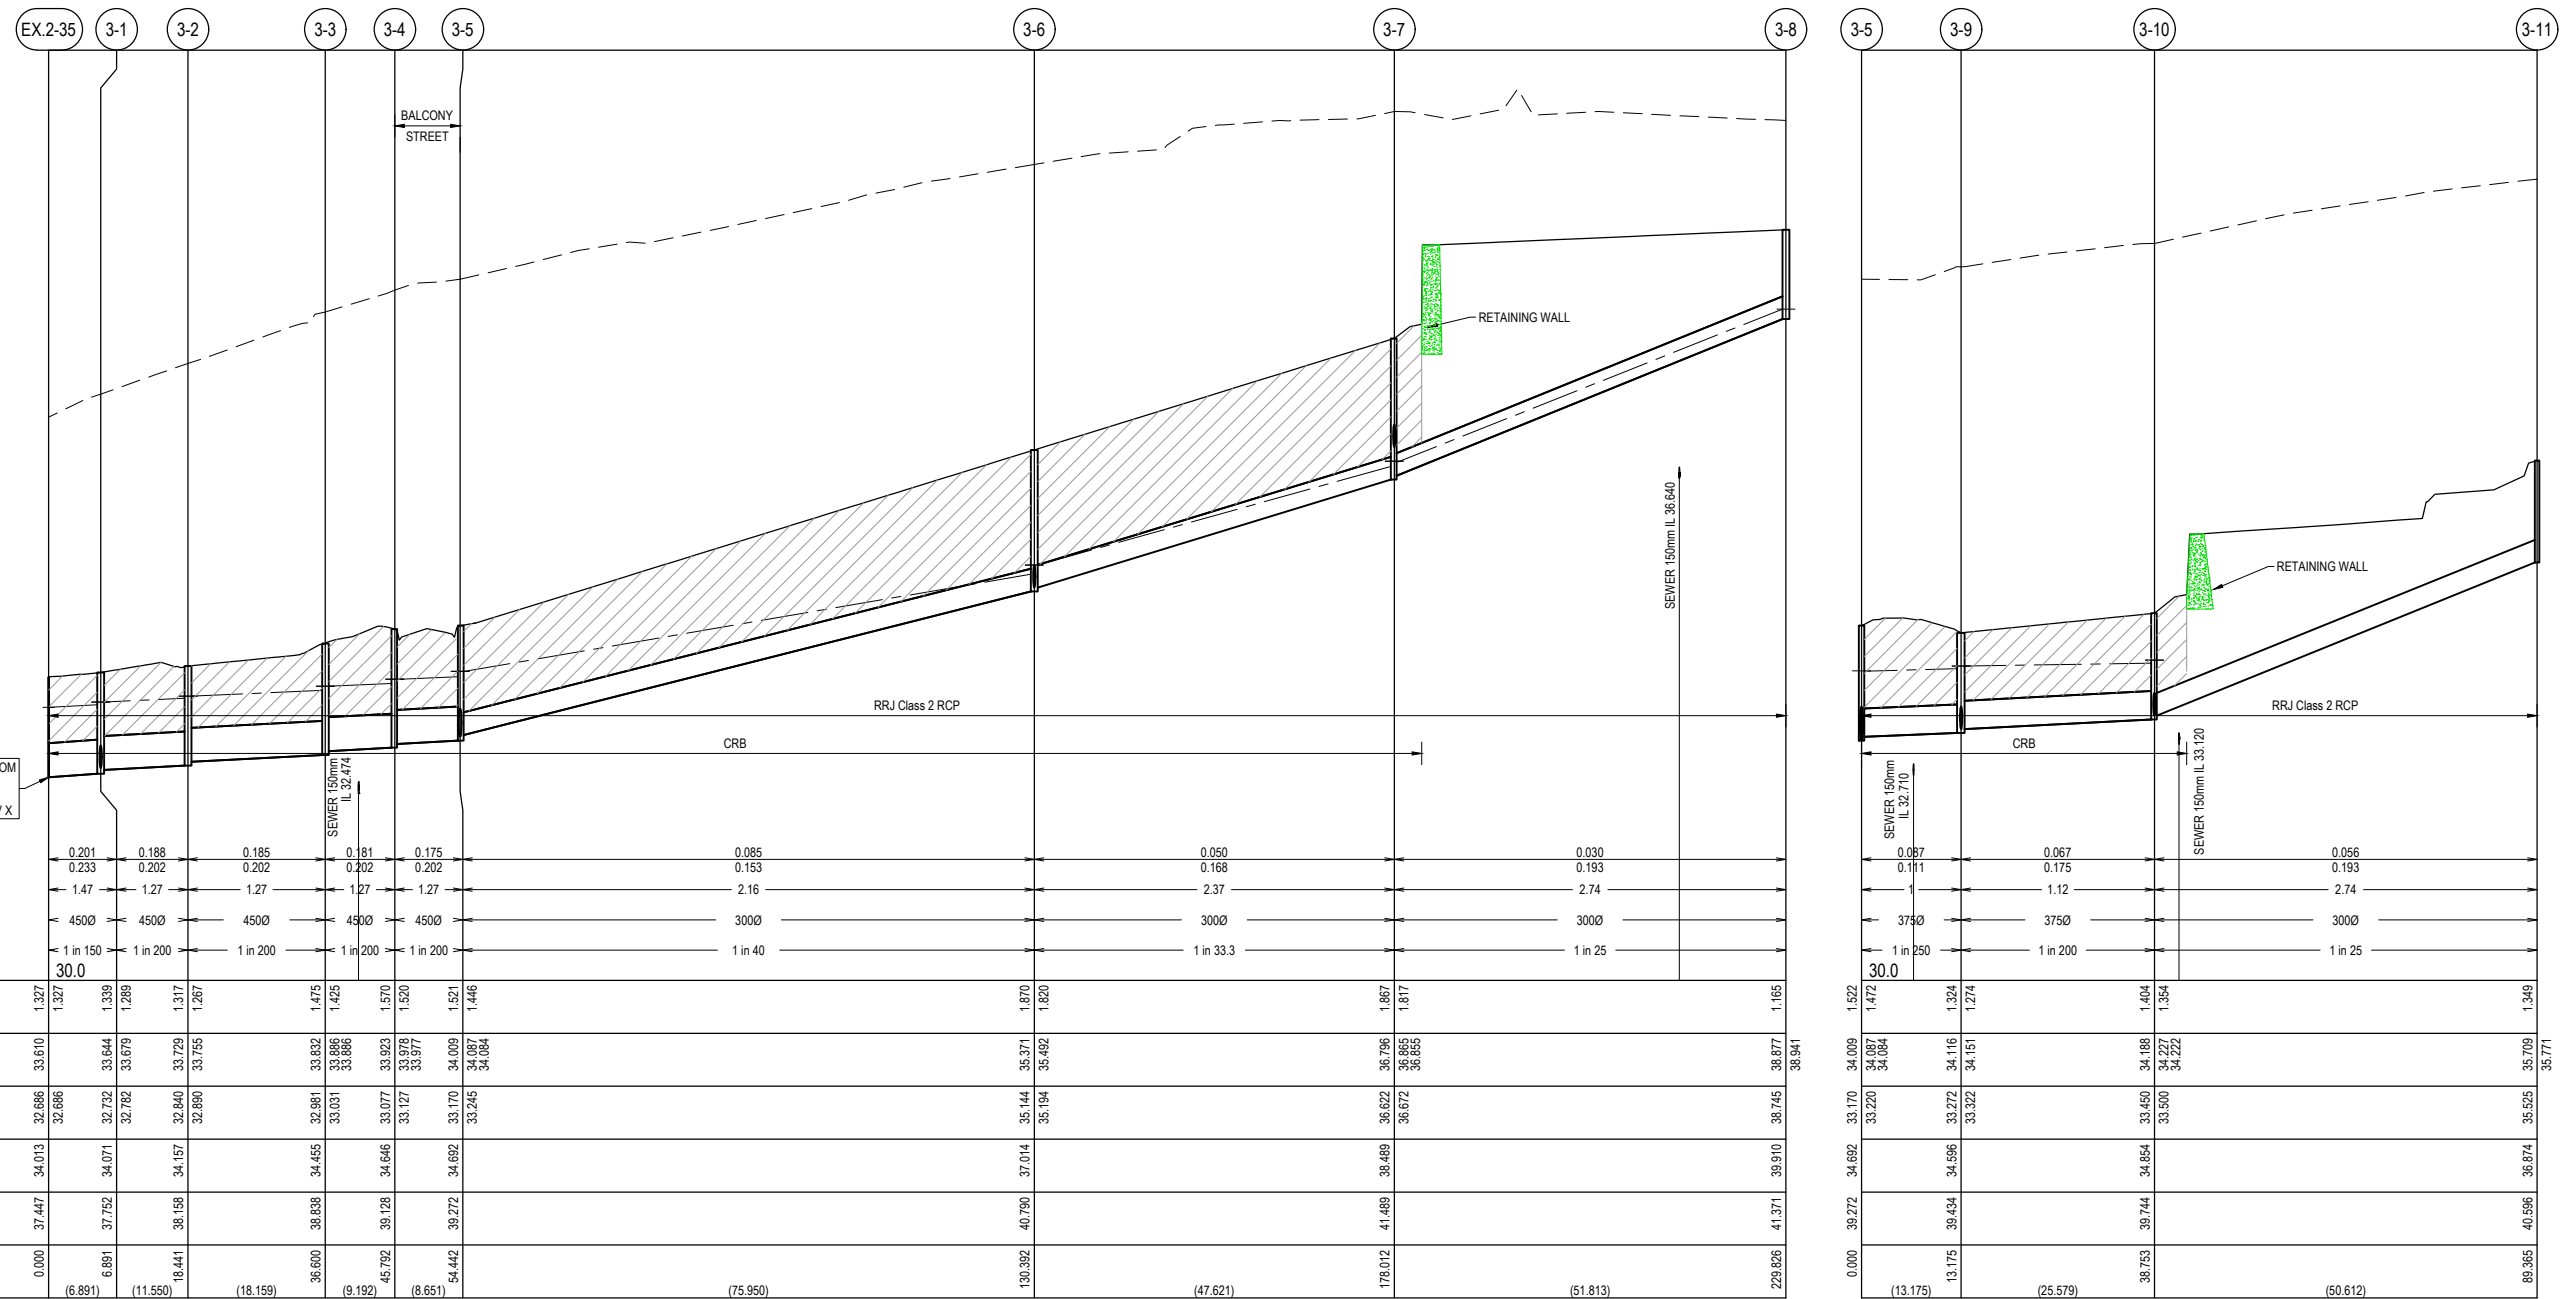 EX.2-35 3-1 3-2 3-3 3-4 3-5 3-6 3-7 3-8 3-5 3-9 3-10 3-11
BALCONY
STREET
RETAINING WALL
RETAINING WALL
SEWER 150mm IL 36.640
RRJ Class 2 RCP
RRJ Class 2 RCP
CRB
CRB
OM
/ X
SEWER 150mm
IL 32.474
SEWER 150mm
IL 32.710
SEWER 150mm IL 33.120
0.201 0.188 0.185 0.181 0.175 0.085 0.050 0.030 0.087 0.067 0.056
0.233 0.202 0.202 0.202 0.202 0.153 0.168 0.193 0.111 0.175 0.193
1.47 1.27 1.27 1.27 1.27 2.16 2.37 2.74 1 1.12 2.74
450Ø 450Ø 450Ø 450Ø 450Ø 300Ø 300Ø 300Ø 375Ø 375Ø 300Ø
1 in 150 1 in 200 1 in 200 1 in 200 1 in 200 1 in 40 1 in 33.3 1 in 25 1 in 250 1 in 200 1 in 25
30.0 30.0
1.327 1.327 1.339 1.289 1.317 1.267 1.475 1.425 1.570 1.520 1.521 1.446 1.870 1.820 1.867 1.817 1.165 1.522 1.472 1.324 1.274 1.404 1.354 1.349
33.610 33.644 33.679 33.729 33.755 33.832 33.886 33.886 33.923 33.978 33.977 34.009 34.087 34.084 35.371 35.492 36.796 36.865 36.855 38.877 38.941 34.009 34.087 34.084 34.116 34.151 34.188 34.227 34.222 35.709 35.771
32.686 32.686 32.732 32.782 32.840 32.890 32.981 33.031 33.077 33.127 33.170 33.245 35.144 35.194 36.622 36.672 38.745 33.170 33.220 33.272 33.322 33.450 33.500 35.525
34.013 34.071 34.157 34.455 34.646 34.692 37.014 38.489 39.910 34.692 34.596 34.854 36.874
37.447 37.752 38.158 38.838 39.128 39.272 40.790 41.489 41.371 39.272 39.434 39.744 40.596
0.000 6.891 18.441 36.600 45.792 54.442 130.392 178.012 229.826 0.000 13.175 38.753 89.365
(6.891) (11.550) (18.159) (9.192) (8.651) (75.950) (47.621) (51.813) (13.175) (25.579) (50.612)